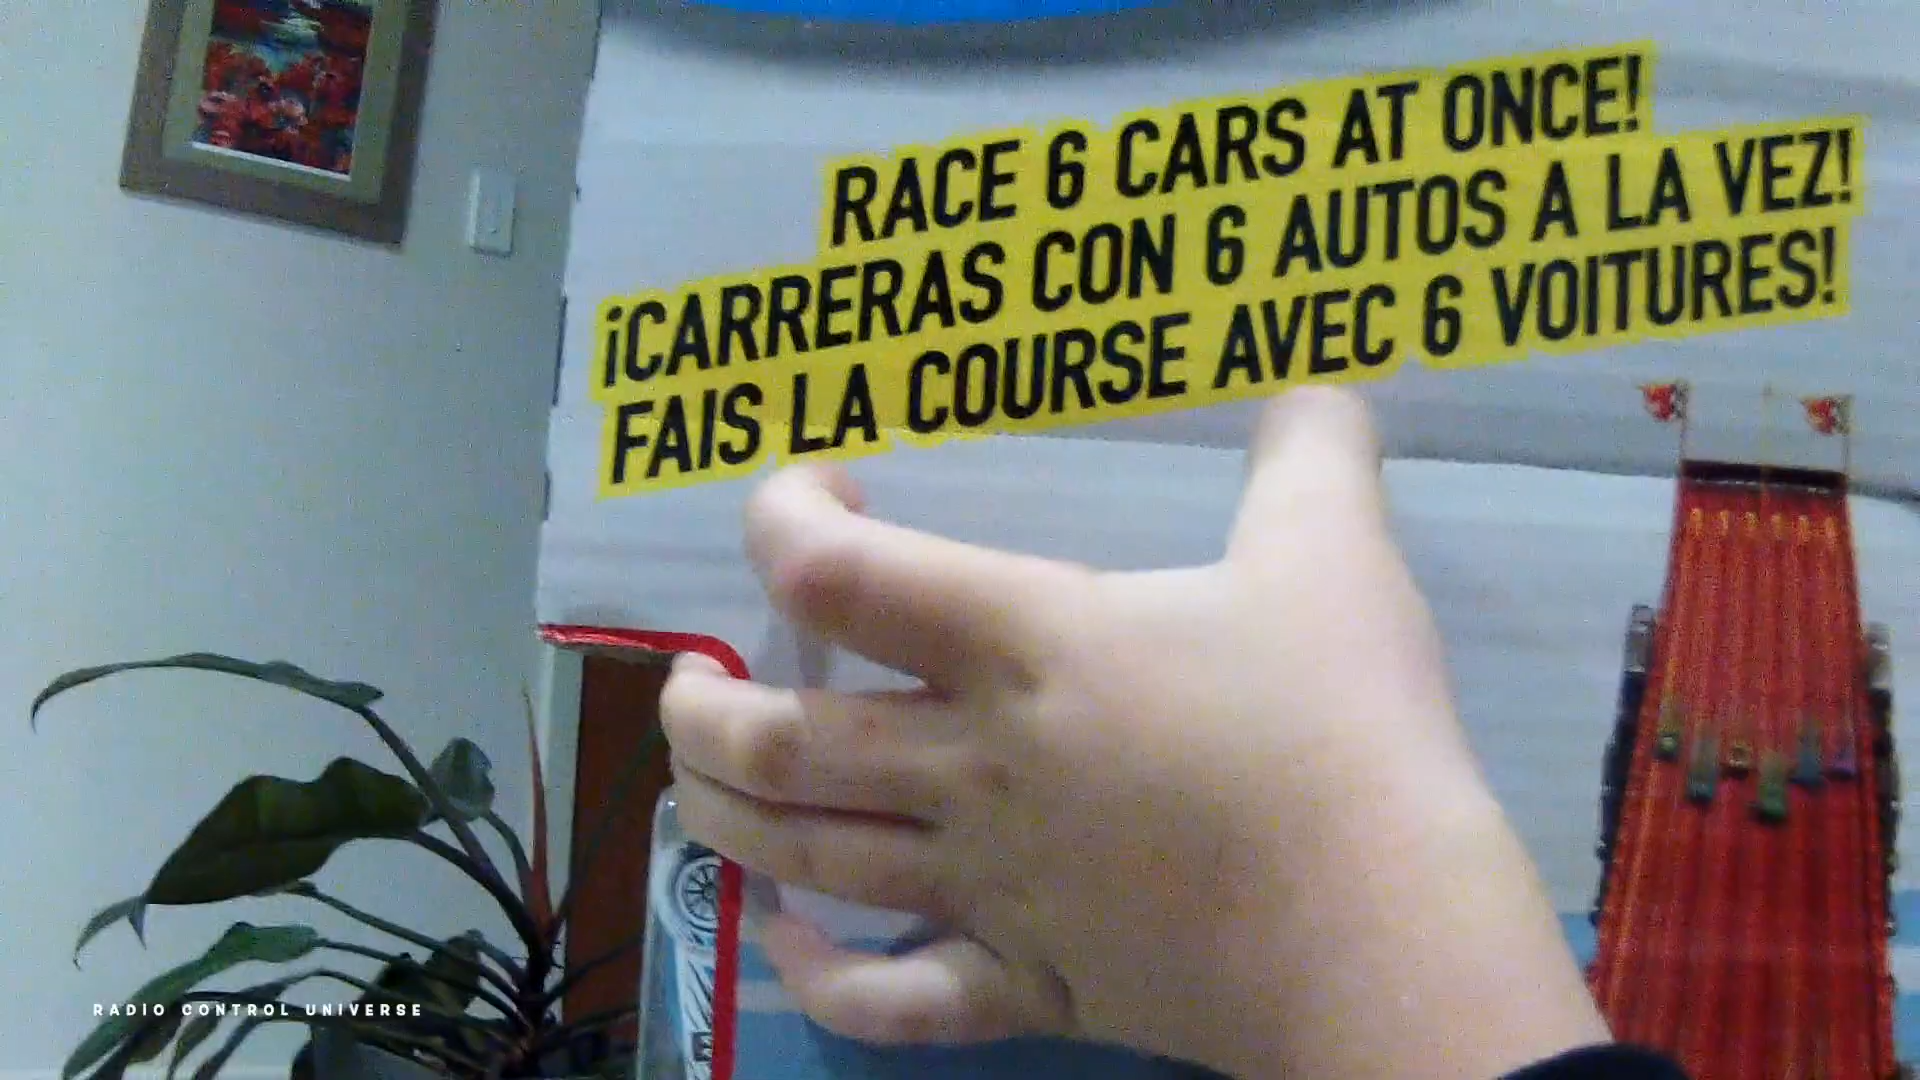 RACE 6 CARS AT ONCE!
¡CARRERAS CON 6 AUTOS A LA VEZ!
FAIS LA COURSE AVEC 6 VOITURES!
RADIO CONTROL UNIVERSE